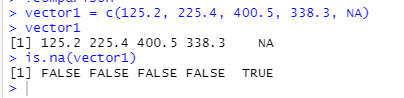 > ?Comparison
> vector1 = c(125.2, 225.4, 400.5, 338.3, NA)
> vector1
[1] 125.2 225.4 400.5 338.3    NA
> is.na(vector1)
[1] FALSE FALSE FALSE FALSE  TRUE
>